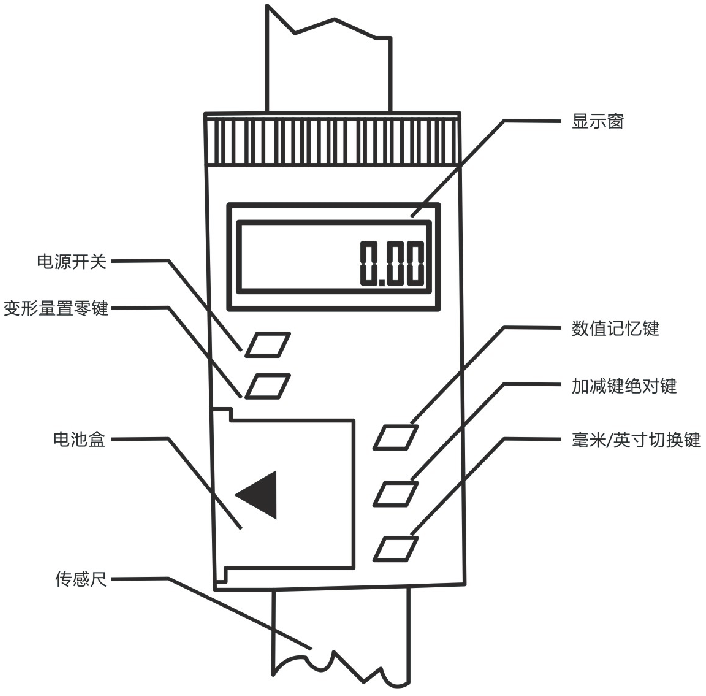 显示窗
0.00
电源开关
变形量置零键
数值记忆键
加减键绝对键
电池盒
毫米/英寸切换键
传感尺